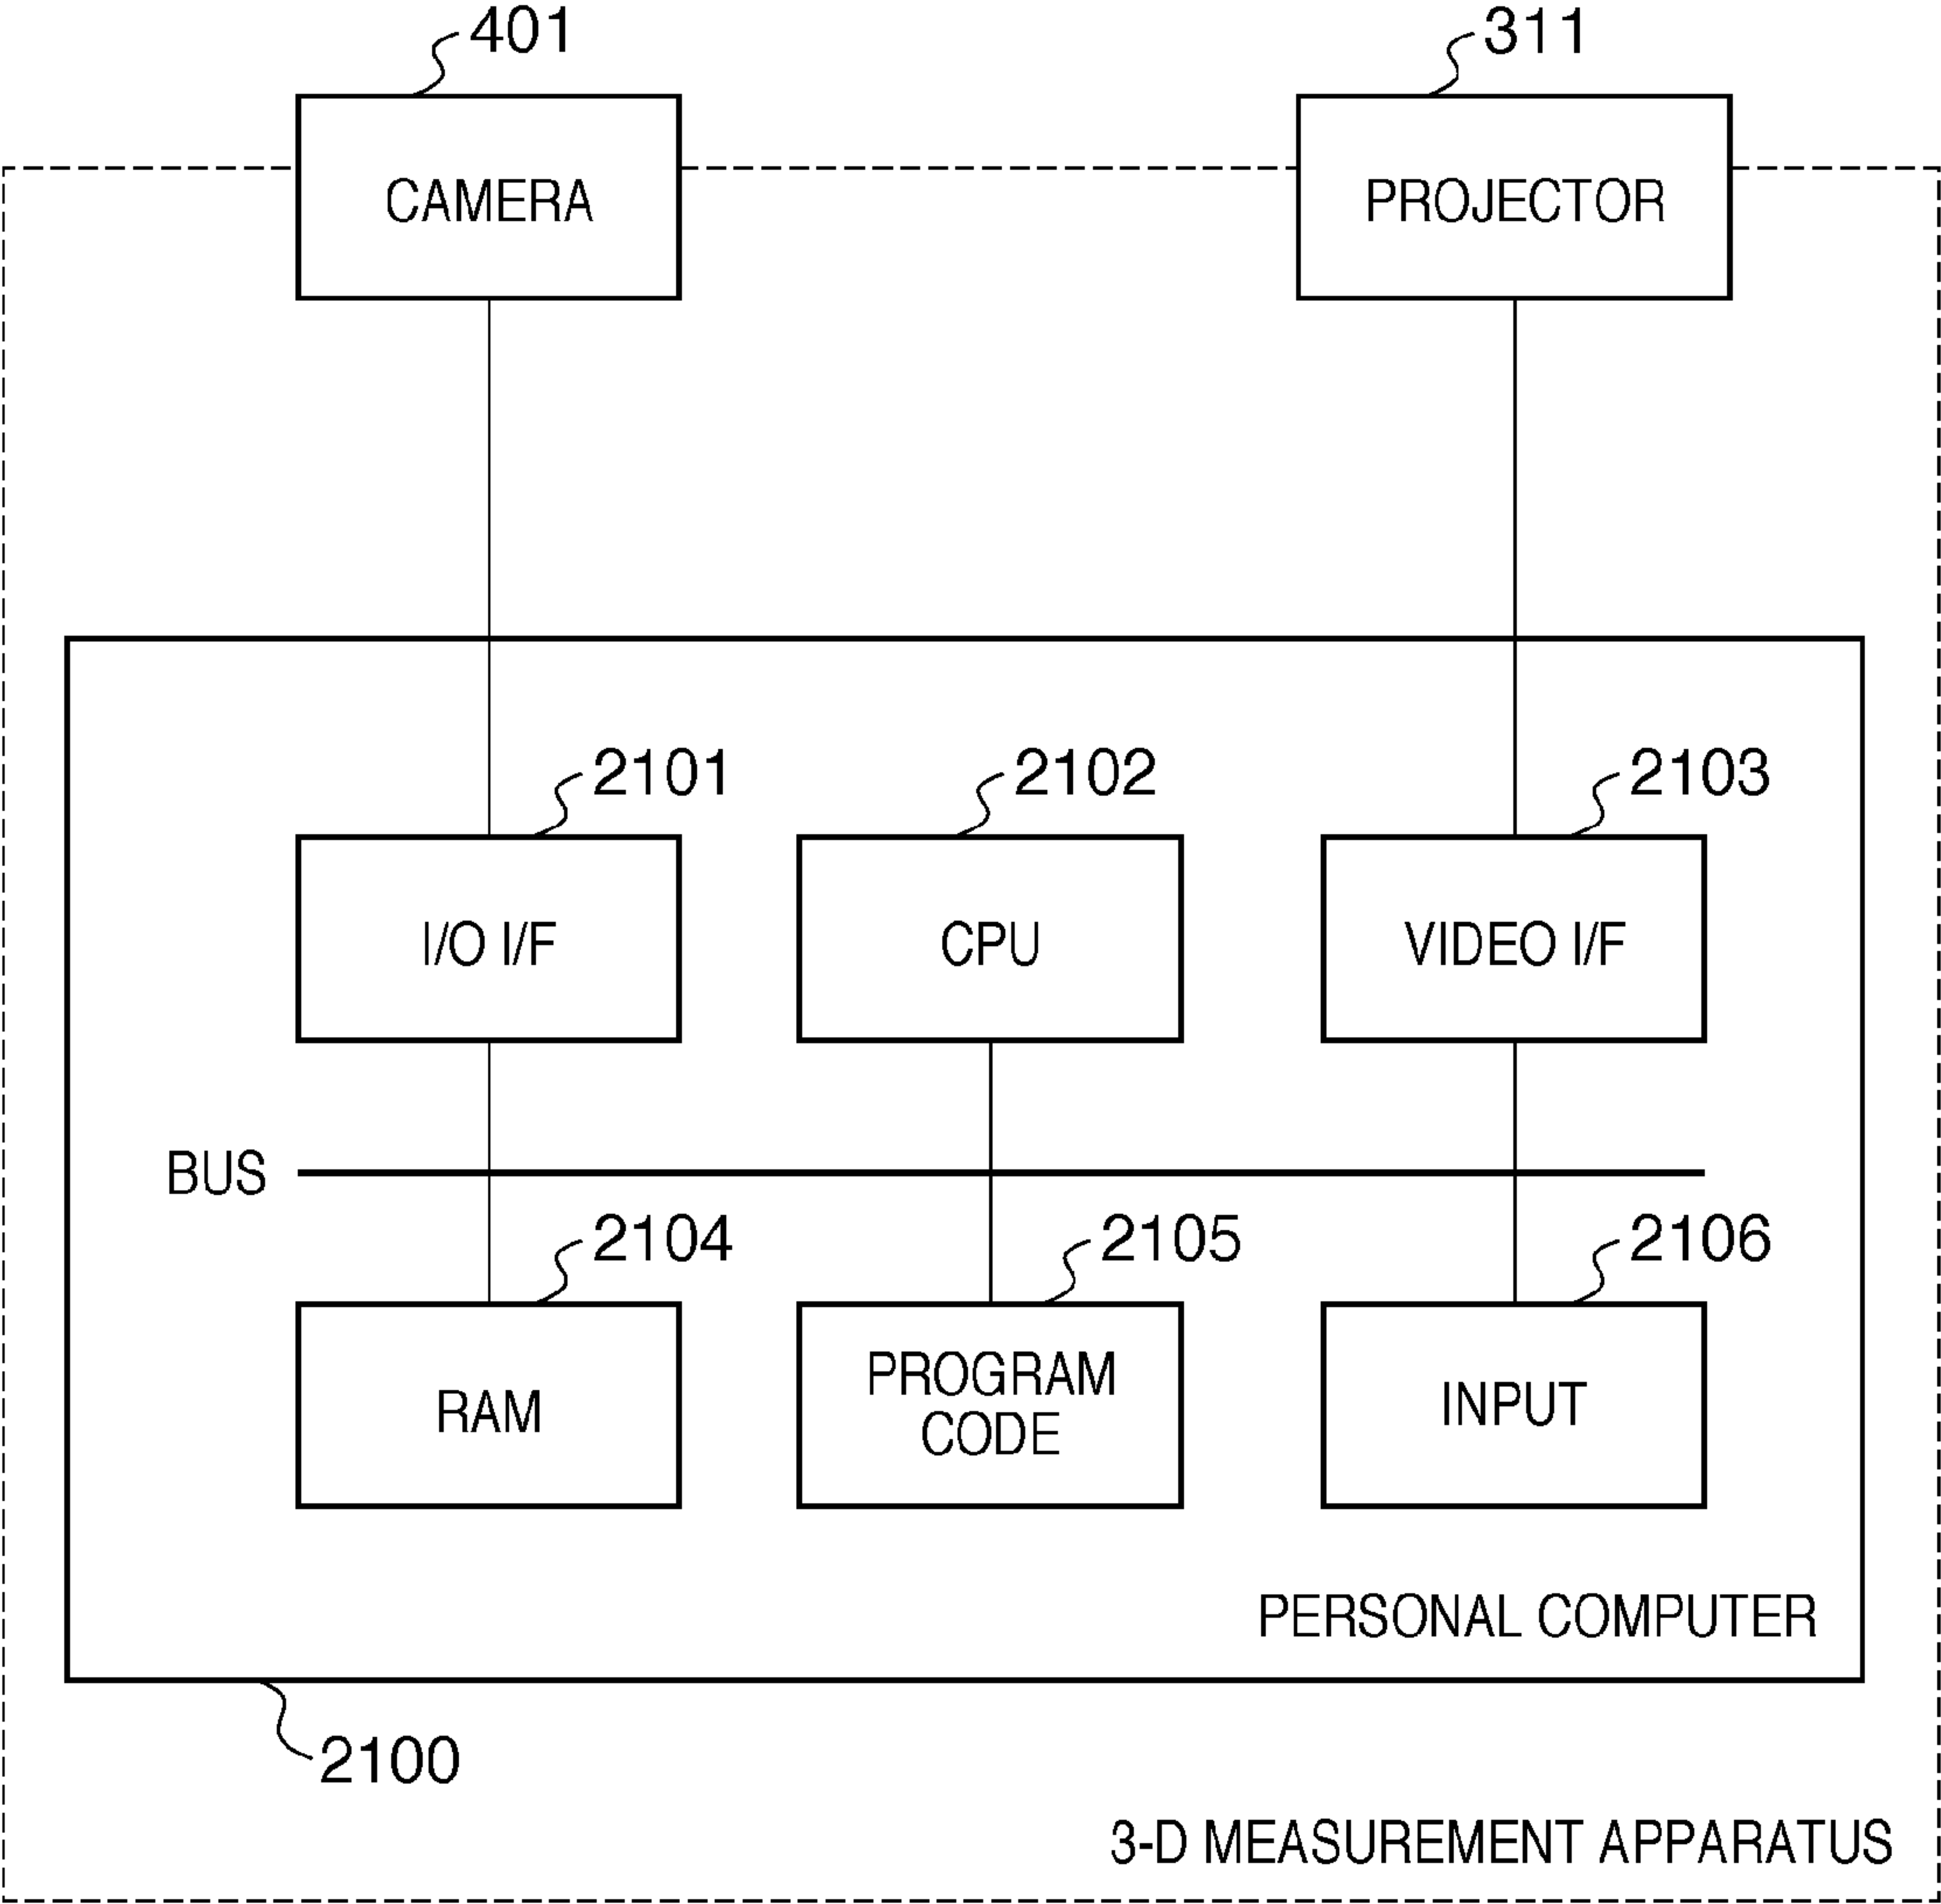 401
311
CAMERA
PROJECTOR
2101
2102
2103
I/O I/F
CPU
VIDEO I/F
BUS
2104
2105
2106
RAM
PROGRAM
CODE
INPUT
PERSONAL COMPUTER
2100
3-D MEASUREMENT APPARATUS